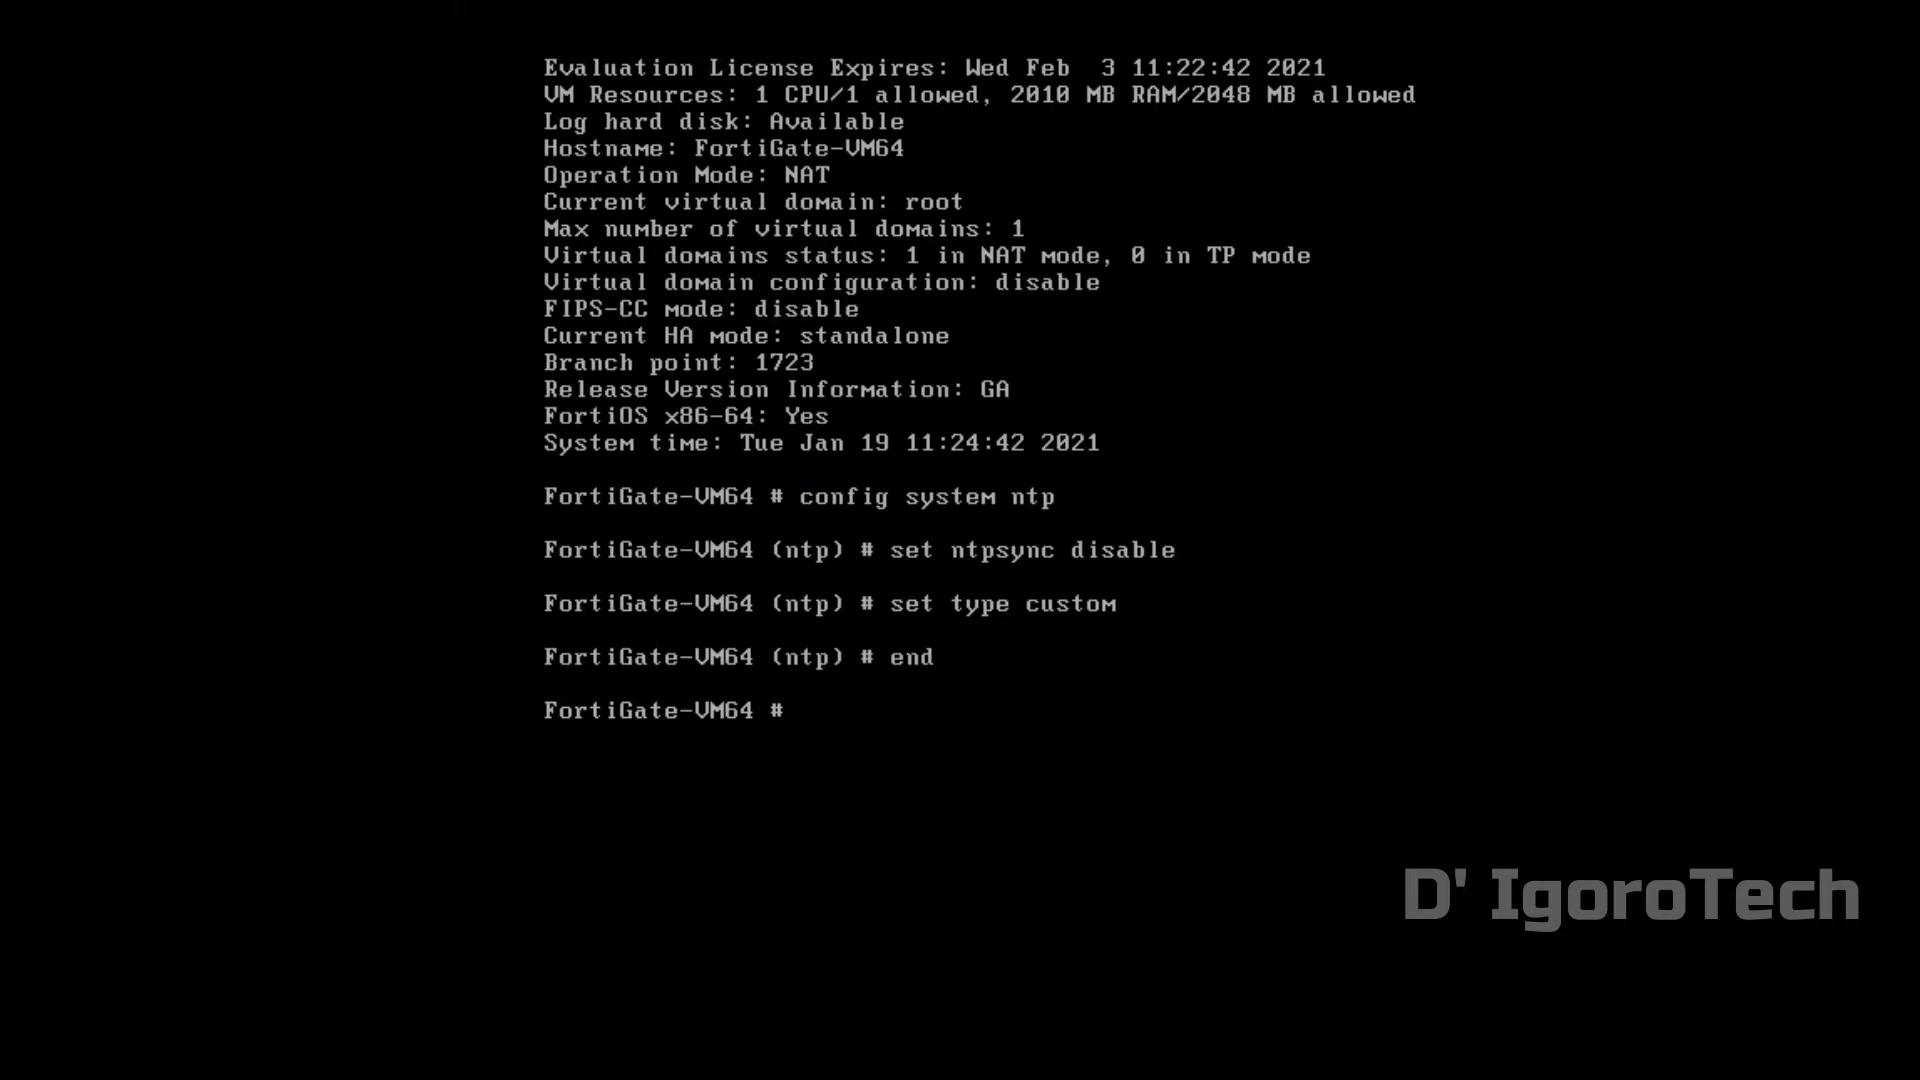 Evaluation License Expires: Wed Feb  3 11:22:42 2021
VM Resources: 1 CPU/1 allowed, 2010 MB RAM/2048 MB allowed
Log hard disk: Available
Hostname: FortiGate-VM64
Operation Mode: NAT
Current virtual domain: root
Max number of virtual domains: 1
Virtual domains status: 1 in NAT mode, 0 in TP mode
Virtual domain configuration: disable
FIPS-CC mode: disable
Current HA mode: standalone
Branch point: 1723
Release Version Information: GA
FortiOS x86-64: Yes
System time: Tue Jan 19 11:24:42 2021
FortiGate-VM64 # config system ntp
FortiGate-VM64 (ntp) # set ntpsync disable
FortiGate-VM64 (ntp) # set type custom
FortiGate-VM64 (ntp) # end
FortiGate-VM64 #
D' IgoroTech